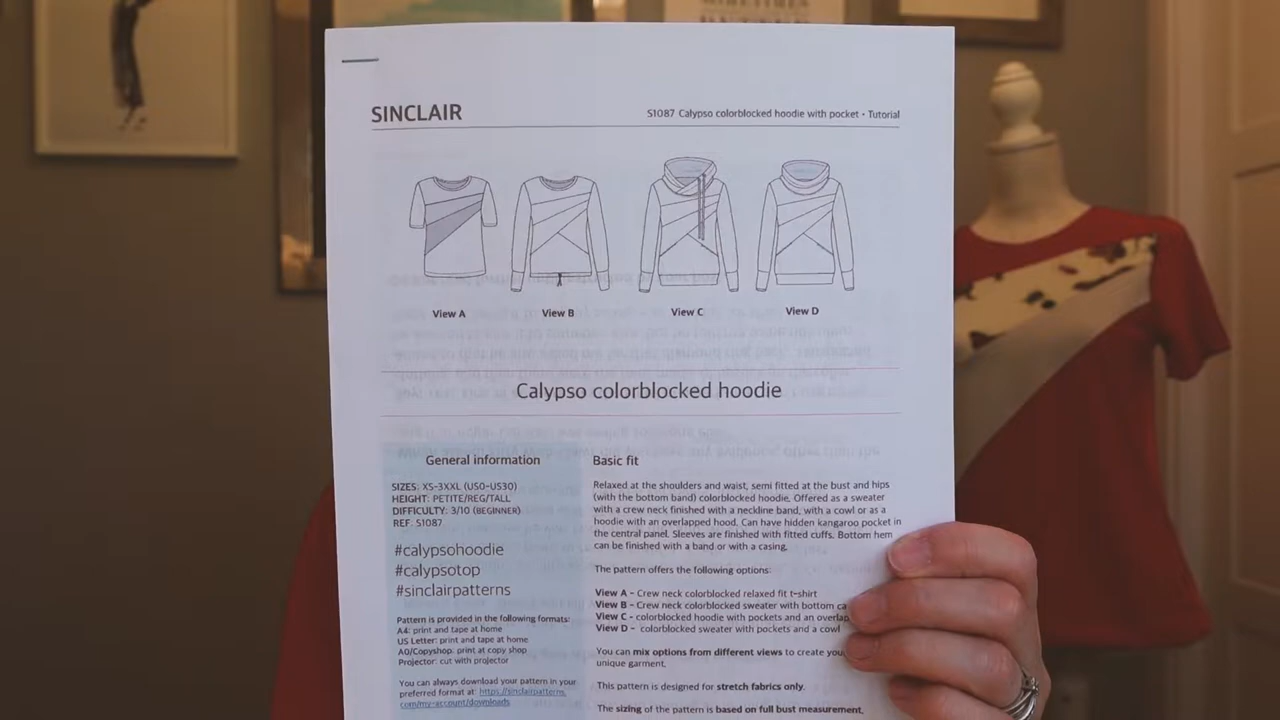 SINCLAIR
S1087 Calypso colorblocked hoodie with pocket • Tutorial
View A
View B
View C
View D
Calypso colorblocked hoodie
General information
SIZES: XS-3XXL (US0-US30)
HEIGHT: PETITE/REG/TALL
DIFFICULTY: 3/10 (BEGINNER)
REF: S1087
#calypsohoodie
#calypsotop
#sinclairpatterns
Pattern is provided in the following formats:
A4: print and tape at home
US Letter: print and tape at home
A0/Copyshop: print at copy shop
Projector: cut with projector
You can always download your pattern in your
preferred format at: https://sinclairpatterns.
com/my-account/downloads
Basic fit
Relaxed at the shoulders and waist, semi fitted at the bust and hips
(with the bottom band) colorblocked hoodie. Offered as a sweater
with a crew neck finished with a neckline band, with a cowl or as a
hoodie with an overlapped hood. Can have hidden kangaroo pocket in
the central panel. Sleeves are finished with fitted cuffs. Bottom hem
can be finished with a band or with a casing.
The pattern offers the following options:
View A - Crew neck colorblocked relaxed fit t-shirt
View B - Crew neck colorblocked sweater with bottom ca
View C - colorblocked hoodie with pockets and an overlap
View D - colorblocked sweater with pockets and a cowl
You can mix options from different views to create you
unique garment.
This pattern is designed for stretch fabrics only.
The sizing of the pattern is based on full bust measurement,